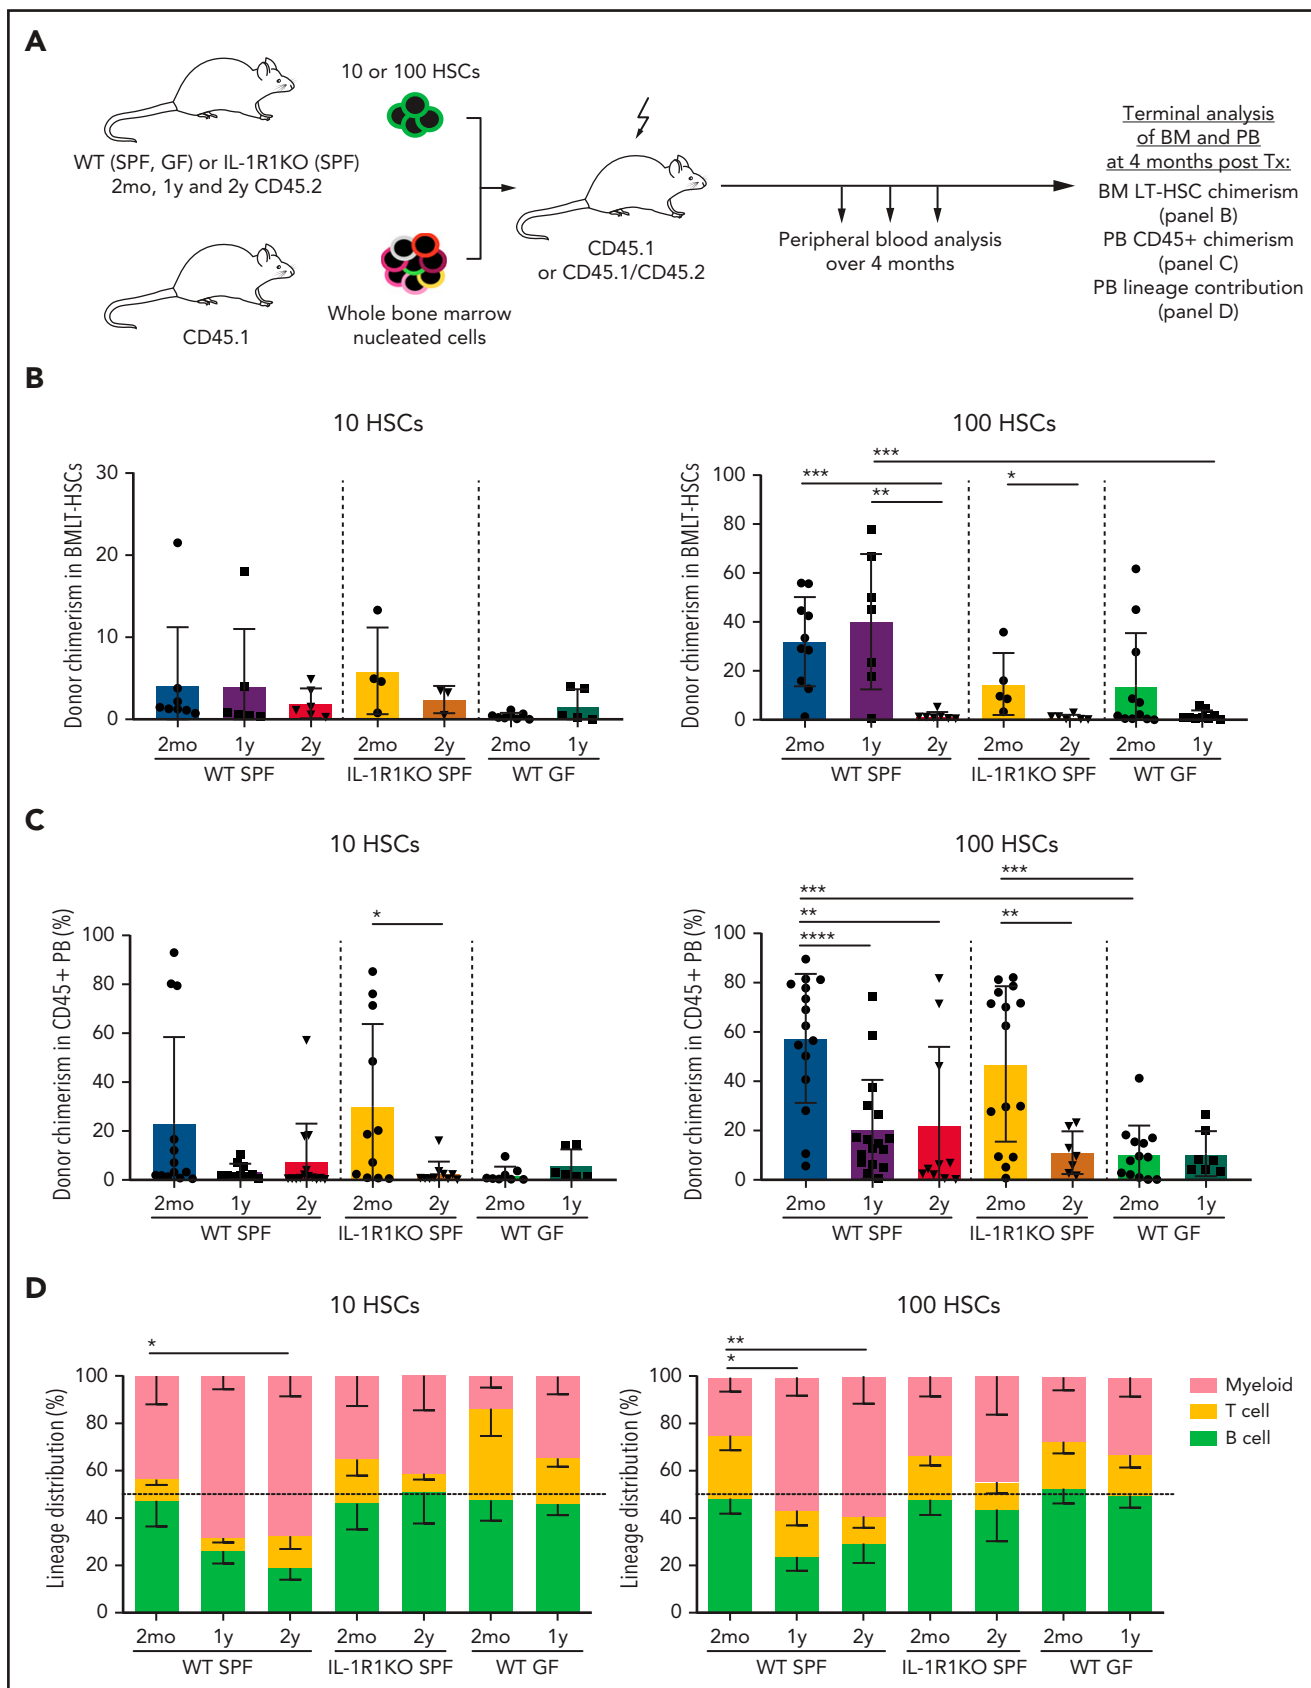 A
10 or 100 HSCs
WT (SPF, GF) or IL-1R1KO (SPF)
2mo, 1y and 2y CD45.2
CD45.1
Whole bone marrow
nucleated cells
CD45.1
or CD45.1/CD45.2
Peripheral blood analysis
over 4 months
Terminal analysis
of BM and PB
at 4 months post Tx:
BM LT-HSC chimerism
(panel B)
PB CD45+ chimerism
(panel C)
PB lineage contribution
(panel D)
B
10 HSCs
Donor chimerism in BMLT-HSCs
30
20
10
0
2mo 1y 2y 2mo 2y 2mo 1y
WT SPF IL-1R1KO SPF WT GF
100 HSCs
Donor chimerism in BMLT-HSCs
100
80
60
40
20
0
***
***
**
*
2mo 1y 2y 2mo 2y 2mo 1y
WT SPF IL-1R1KO SPF WT GF
C
10 HSCs
Donor chimerism in CD45+ PB (%)
100
80
60
40
20
0
*
2mo 1y 2y 2mo 2y 2mo 1y
WT SPF IL-1R1KO SPF WT GF
100 HSCs
Donor chimerism in CD45+ PB (%)
100
80
60
40
20
0
***
***
**
**
****
2mo 1y 2y 2mo 2y 2mo 1y
WT SPF IL-1R1KO SPF WT GF
D
10 HSCs
Lineage distribution (%)
100
80
60
40
20
0
*
2mo 1y 2y 2mo 2y 2mo 1y
WT SPF IL-1R1KO SPF WT GF
100 HSCs
Lineage distribution (%)
100
80
60
40
20
0
**
*
2mo 1y 2y 2mo 2y 2mo 1y
WT SPF IL-1R1KO SPF WT GF
Myeloid
T cell
B cell